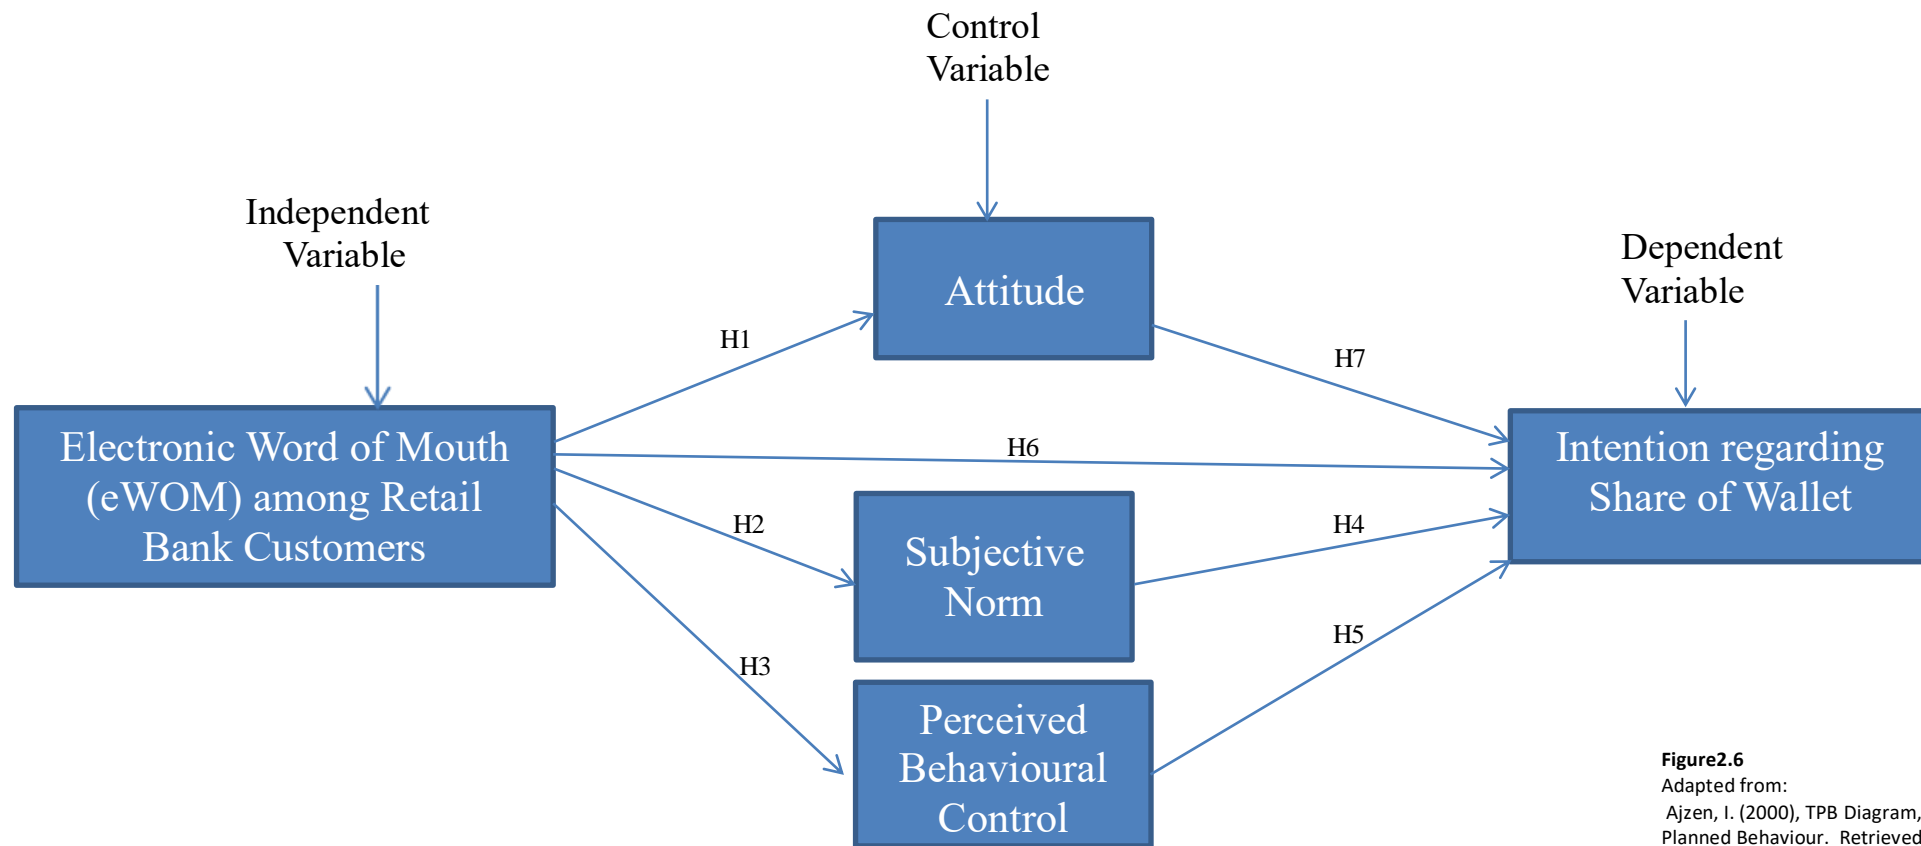 Control
Variable
Independent
Variable
Attitude
Dependent
Variable
H1
H7
Electronic Word of Mouth
(eWOM) among Retail
Bank Customers
H6
Intention regarding
Share of Wallet
H2
H4
Subjective
Norm
H3
H5
Perceived
Behavioural
Control
Figure2.6
Adapted from:
Ajzen, I. (2000), TPB Diagram,
Planned Behaviour. Retrieved